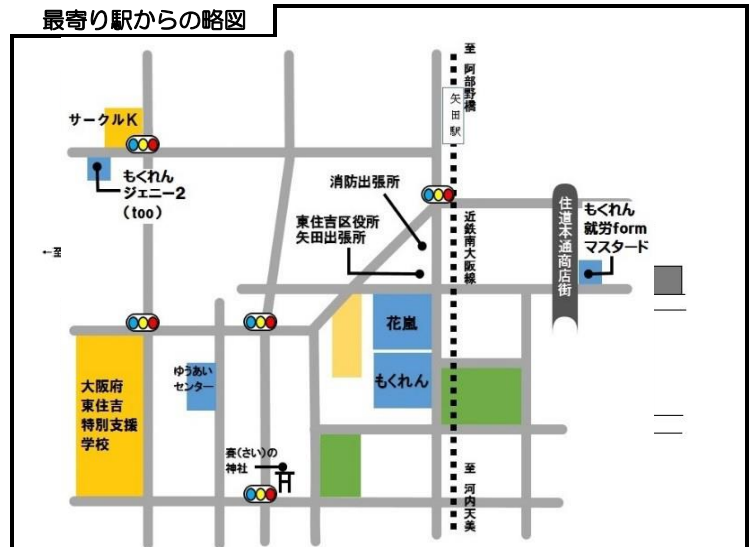 最寄り駅からの略図
至 阿部野橋
矢田駅
サークルK
もくれん
ジェニー2
(too)
消防出張所
東住吉区役所
矢田出張所
近鉄南大阪線
住道本通商店街
もくれん
就労form
マスタード
←至
花嵐
もくれん
ゆうあい
センター
大阪府
東住吉
特別支援
学校
賽(さい)の
神社
至 河内天美